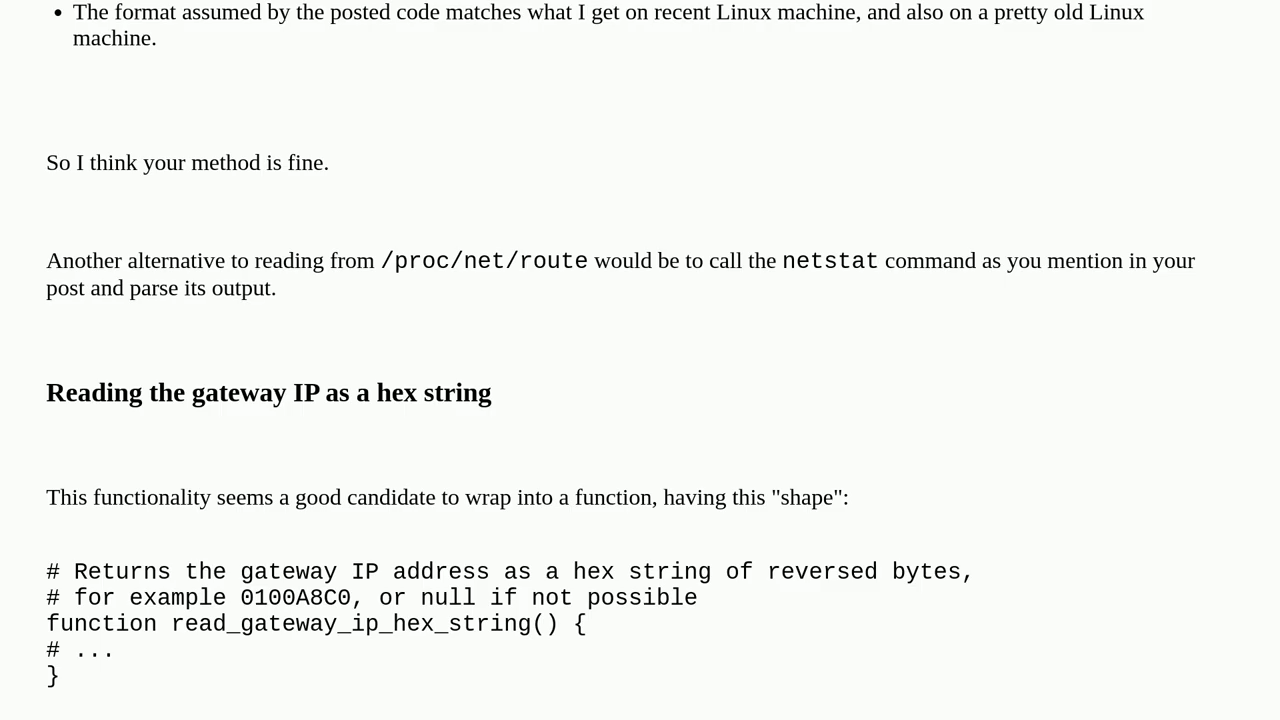 • The format assumed by the posted code matches what I get on recent Linux machine, and also on a pretty old Linux
machine.
So I think your method is fine.
Another alternative to reading from /proc/net/route would be to call the netstat command as you mention in your
post and parse its output.
Reading the gateway IP as a hex string
This functionality seems a good candidate to wrap into a function, having this "shape":
# Returns the gateway IP address as a hex string of reversed bytes,
# for example 0100A8C0, or null if not possible
function read_gateway_ip_hex_string() {
# ...
}